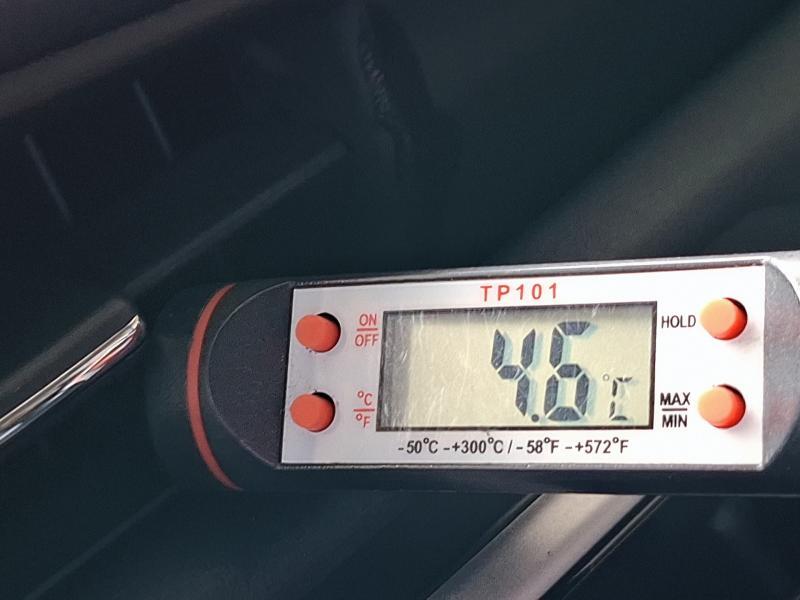 TP101
ON
OFF
°C
°F
4.6 °C
HOLD
MAX
MIN
-50°C -+300°C / -58°F -+572°F